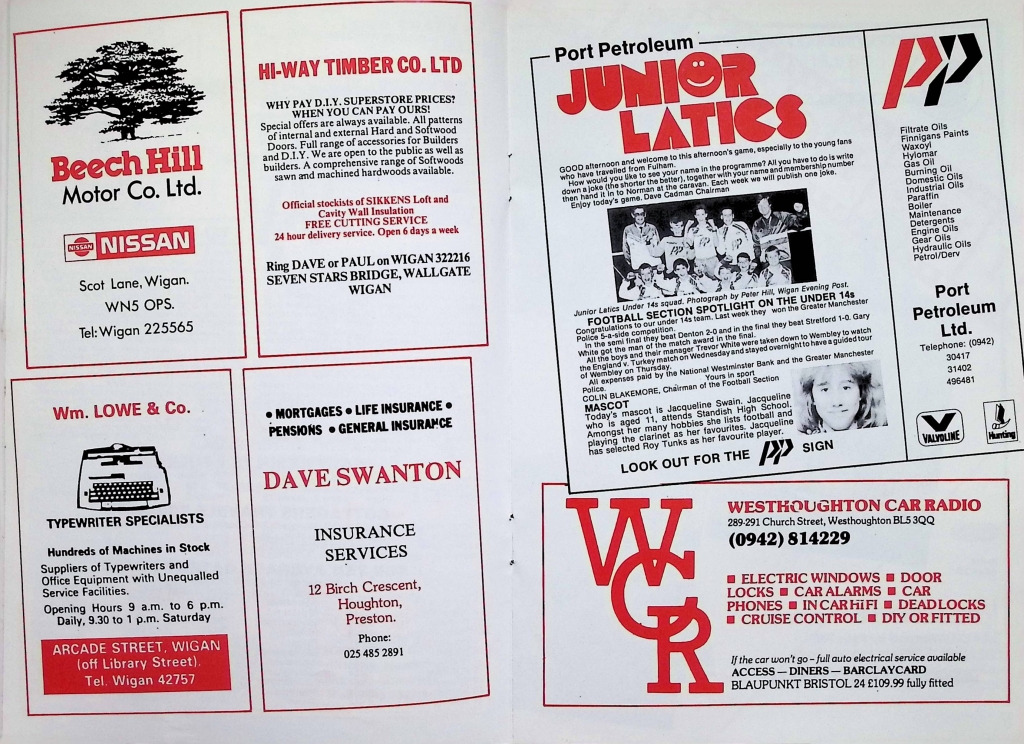 Beech Hill
Motor Co. Ltd.
NISSAN NISSAN
Scot Lane, Wigan.
WN5 OPS.
Tel: Wigan 225565
HI-WAY TIMBER CO. LTD
WHY PAY D.I.Y. SUPERSTORE PRICES?
WHEN YOU CAN PAY OURS!
Special offers are always available. All patterns
of internal and external Hard and Softwood
Doors. Full range of accessories for Builders
and D.I.Y. We are open to the public as well as
builders. A comprehensive range of Softwoods
sawn and machined hardwoods available.
Official stockists of SIKKENS Loft and
Cavity Wall Insulation
FREE CUTTING SERVICE
24 hour delivery service. Open 6 days a week
Ring DAVE or PAUL on WIGAN 322216
SEVEN STARS BRIDGE, WALLGATE
WIGAN
Wm. LOWE & Co.
TYPEWRITER SPECIALISTS
Hundreds of Machines in Stock
Suppliers of Typewriters and
Office Equipment with Unequalled
Service Facilities.
Opening Hours 9 a.m. to 6 p.m.
Daily, 9.30 to 1 p.m. Saturday
ARCADE STREET, WIGAN
(off Library Street).
Tel. Wigan 42757
• MORTGAGES • LIFE INSURANCE •
PENSIONS • GENERAL INSURANCE
DAVE SWANTON
INSURANCE
SERVICES
12 Birch Crescent,
Houghton,
Preston.
Phone:
025 485 2891
Port Petroleum
JUNIOR
LATICS
GOOD afternoon and welcome to this afternoon's game, especially to the young fans
who have travelled from Fulham.
How would you like to see your name in the programme? All you have to do is write
down a joke (the shorter the better), together with your name and membership number
then hand it in to Norman at the caravan. Each week we will publish one joke.
Enjoy today's game. Dave Cadman Chairman
Junior Latics Under 14s squad. Photograph by Peter Hill, Wigan Evening Post.
FOOTBALL SECTION SPOTLIGHT ON THE UNDER 14s
Congratulations to our under 14s team. Last week they won the Greater Manchester
Police 5-a-side competition.
In the semi final they beat Denton 2-0 and in the final they beat Stretford 1-0. Gary
White got the man of the match award in the final.
All the boys and their manager Trevor White were taken down to Wembley to watch
the England v. Turkey match on Wednesday and stayed overnight to have a guided tour
of Wembley on Thursday.
All expenses paid by the National Westminster Bank and the Greater Manchester
Police.
Yours in sport
COLIN BLAKEMORE, Chairman of the Football Section
MASCOT
Today's mascot is Jacqueline Swain. Jacqueline
who is aged 11, attends Standish High School.
Amongst her many hobbies she lists football and
playing the clarinet as her favourites. Jacqueline
has selected Roy Tunks as her favourite player.
LOOK OUT FOR THE PP SIGN
PP
Filtrate Oils
Finnigans Paints
Waxoyl
Hylomar
Gas Oil
Burning Oil
Domestic Oils
Industrial Oils
Paraffin
Boiler
Maintenance
Detergents
Engine Oils
Gear Oils
Hydraulic Oils
Petrol/Derv
Port
Petroleum
Ltd.
Telephone: (0942)
30417
31402
496481
VALVOLINE
Hunting
WCR
WESTHOUGHTON CAR RADIO
289-291 Church Street, Westhoughton BL5 3QQ
(0942) 814229
■ ELECTRIC WINDOWS ■ DOOR
LOCKS ■ CAR ALARMS ■ CAR
PHONES ■ IN CAR HiFI ■ DEADLOCKS
■ CRUISE CONTROL ■ DIY OR FITTED
If the car won't go – full auto electrical service available
ACCESS — DINERS — BARCLAYCARD
BLAUPUNKT BRISTOL 24 £109.99 fully fitted